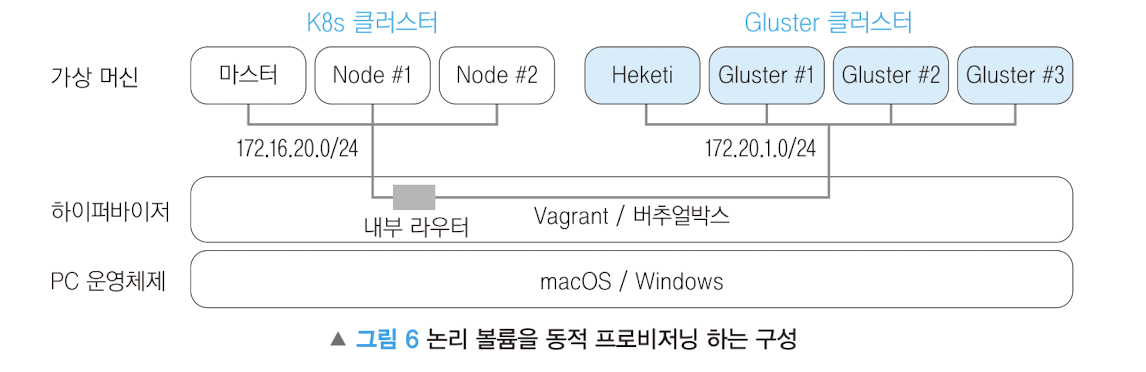 K8s 클러스터 Gluster 클러스터
가상 머신 마스터 Node #1 Node #2 Heketi Gluster #1 Gluster #2 Gluster #3
172.16.20.0/24 172.20.1.0/24
하이퍼바이저 Vagrant / 버추얼박스
내부 라우터
PC 운영체제 macOS / Windows
▲ 그림 6 논리 볼륨을 동적 프로비저닝 하는 구성